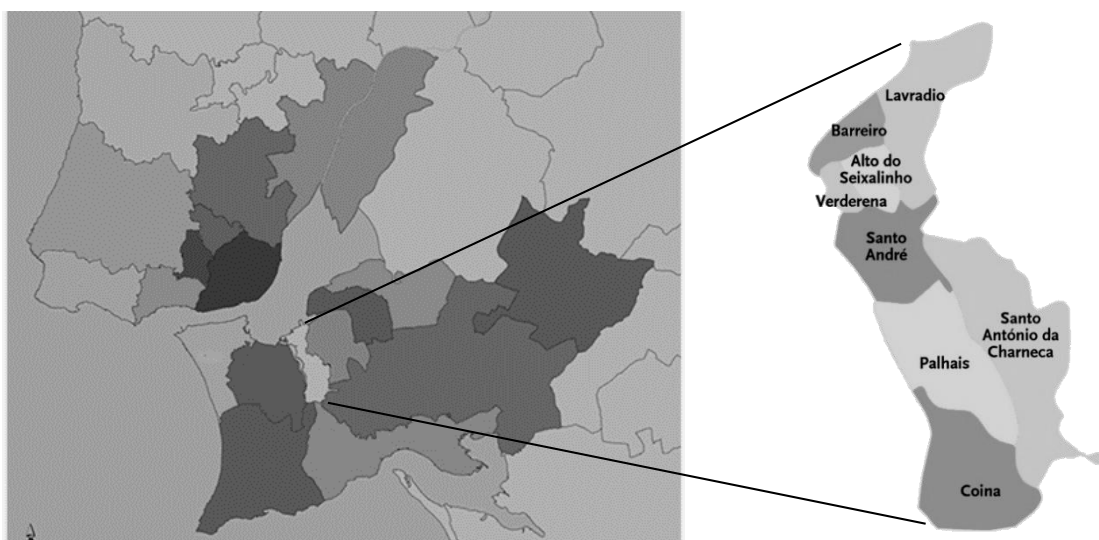 Lavradio
Barreiro
Alto do
Seixalinho
Verderena
Santo
André
Santo
António da
Charneca
Palhais
Coina